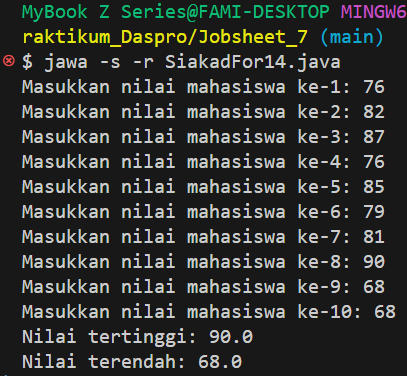 MyBook Z Series@FAMI-DESKTOP MINGW6
raktikum_Daspro/Jobsheet_7 (main)
$ jawa -s -r SiakadFor14.java
Masukkan nilai mahasiswa ke-1: 76
Masukkan nilai mahasiswa ke-2: 82
Masukkan nilai mahasiswa ke-3: 87
Masukkan nilai mahasiswa ke-4: 76
Masukkan nilai mahasiswa ke-5: 85
Masukkan nilai mahasiswa ke-6: 79
Masukkan nilai mahasiswa ke-7: 81
Masukkan nilai mahasiswa ke-8: 90
Masukkan nilai mahasiswa ke-9: 68
Masukkan nilai mahasiswa ke-10: 68
Nilai tertinggi: 90.0
Nilai terendah: 68.0